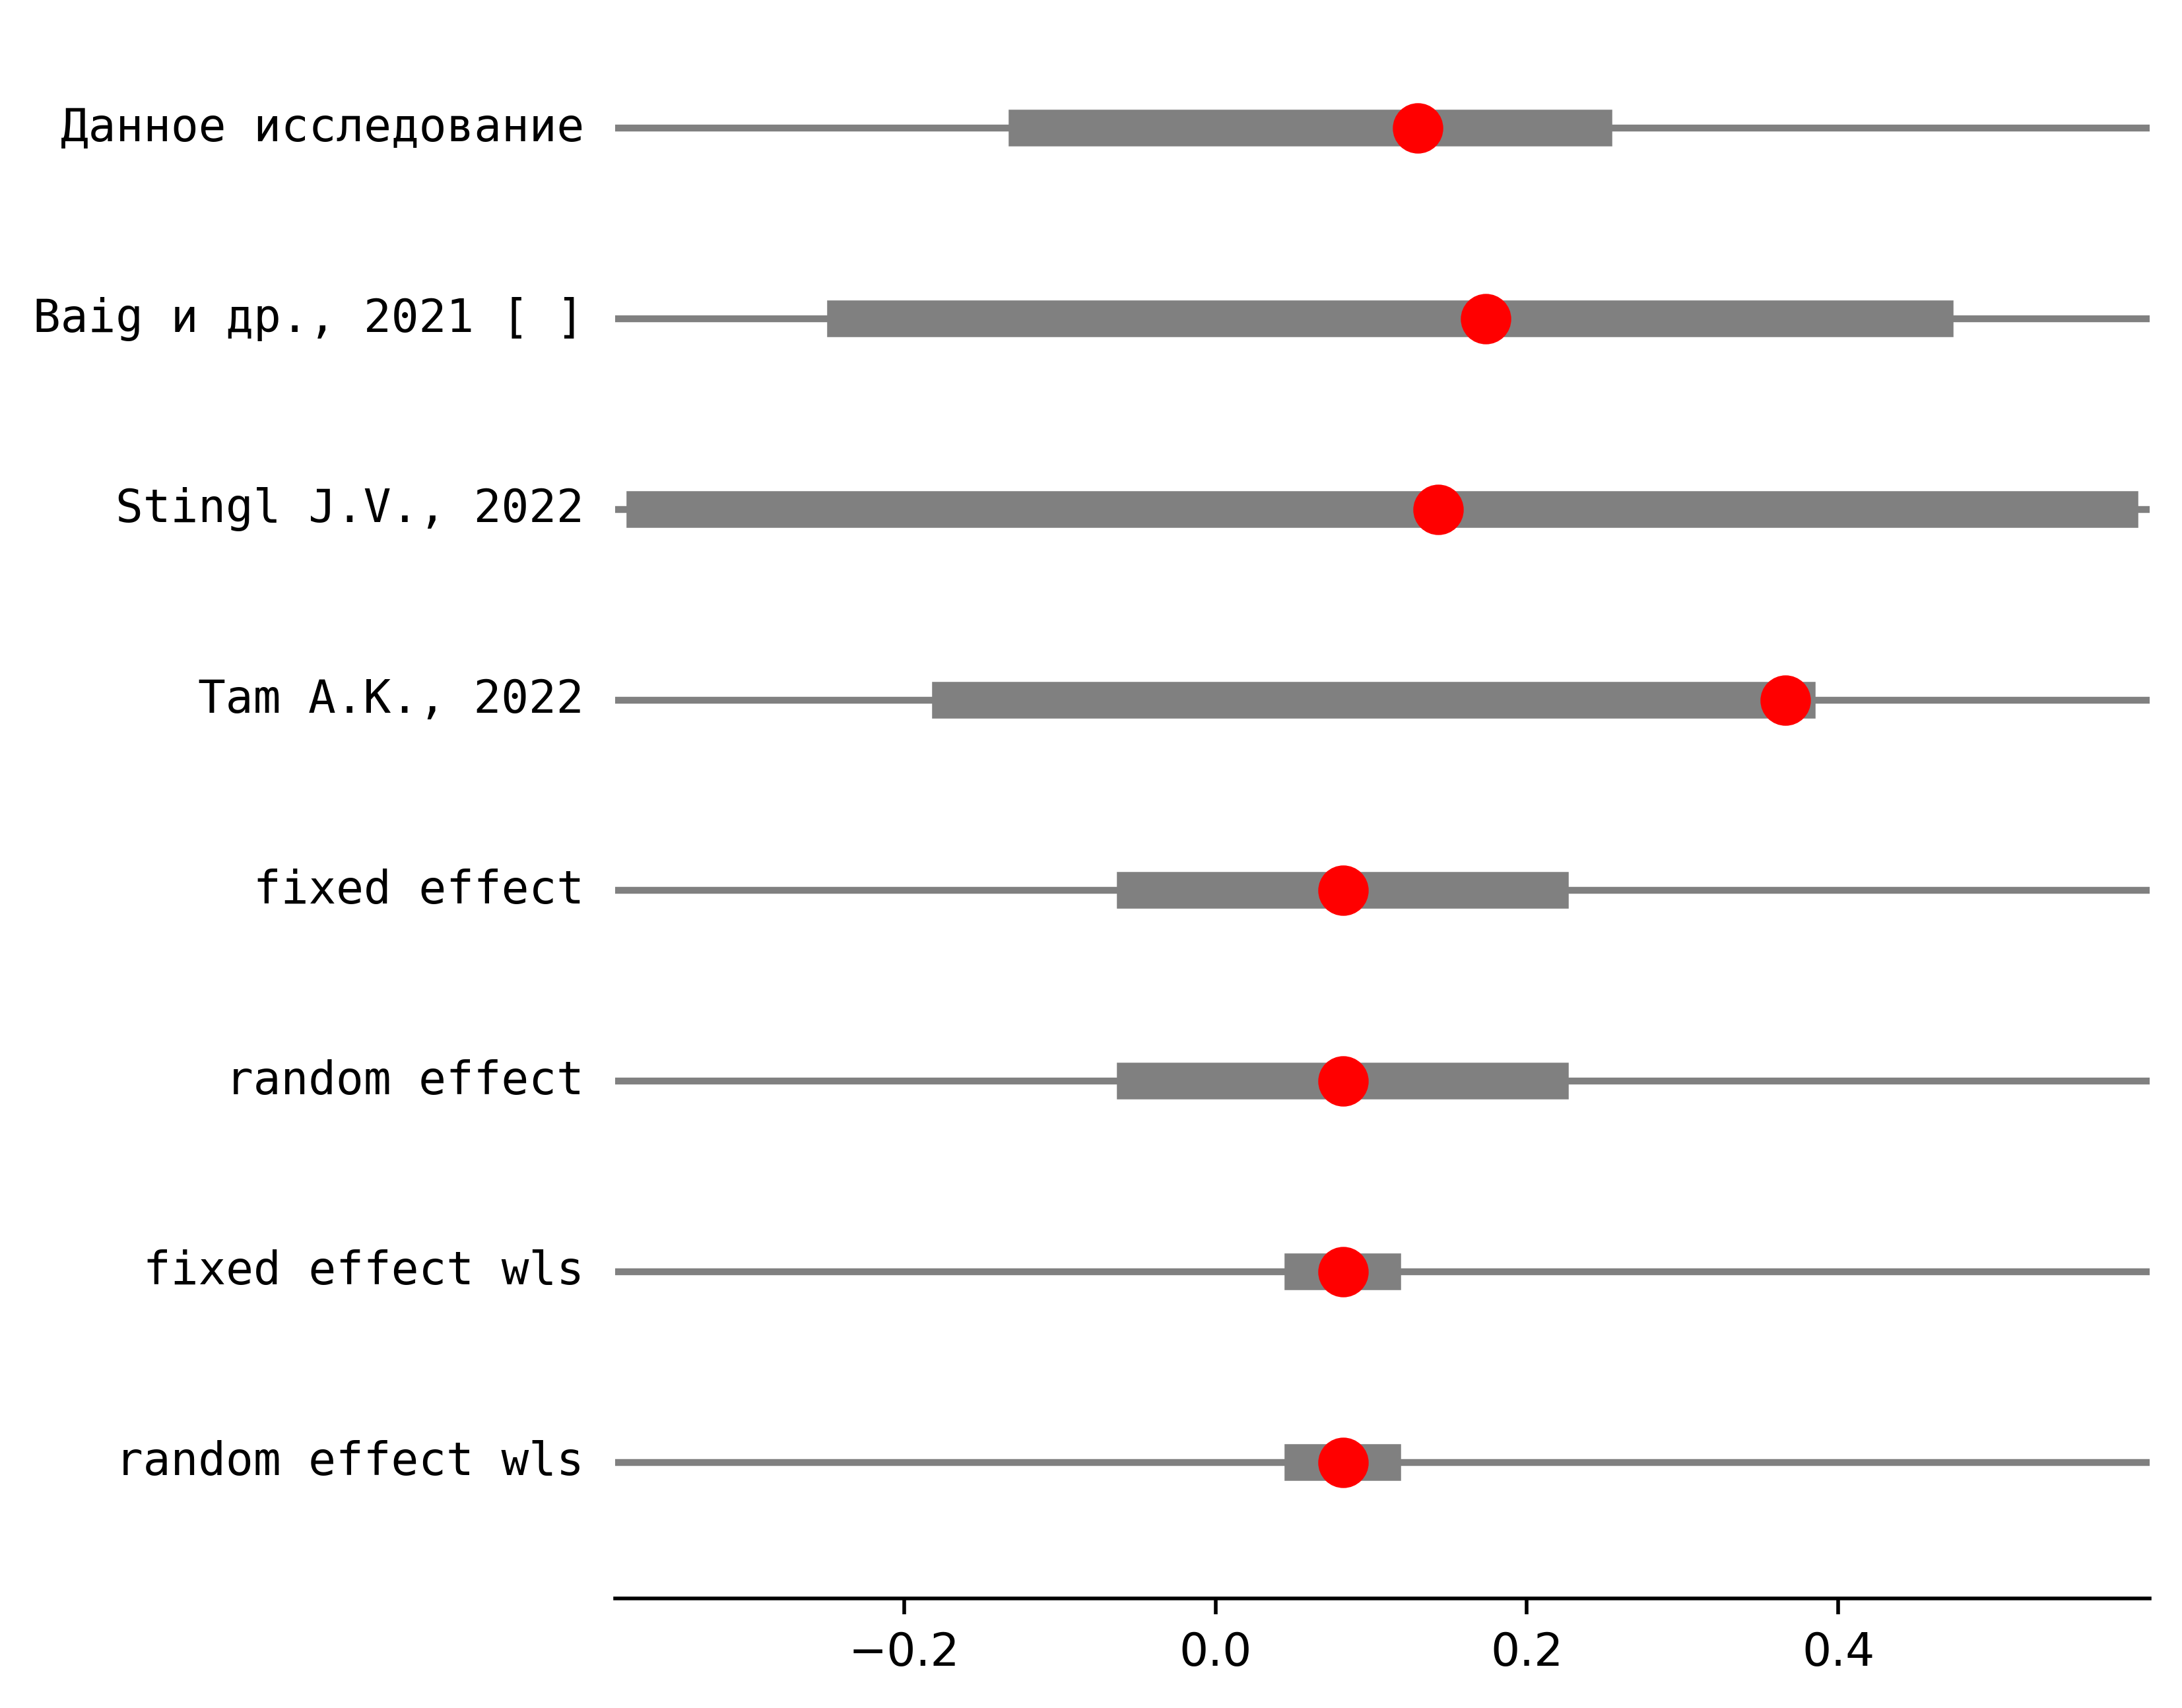 Данное исследование
Baig и др., 2021 [ ]
Stingl J.V., 2022
Tam A.K., 2022
fixed effect
random effect
fixed effect wls
random effect wls
−0.2 0.0 0.2 0.4